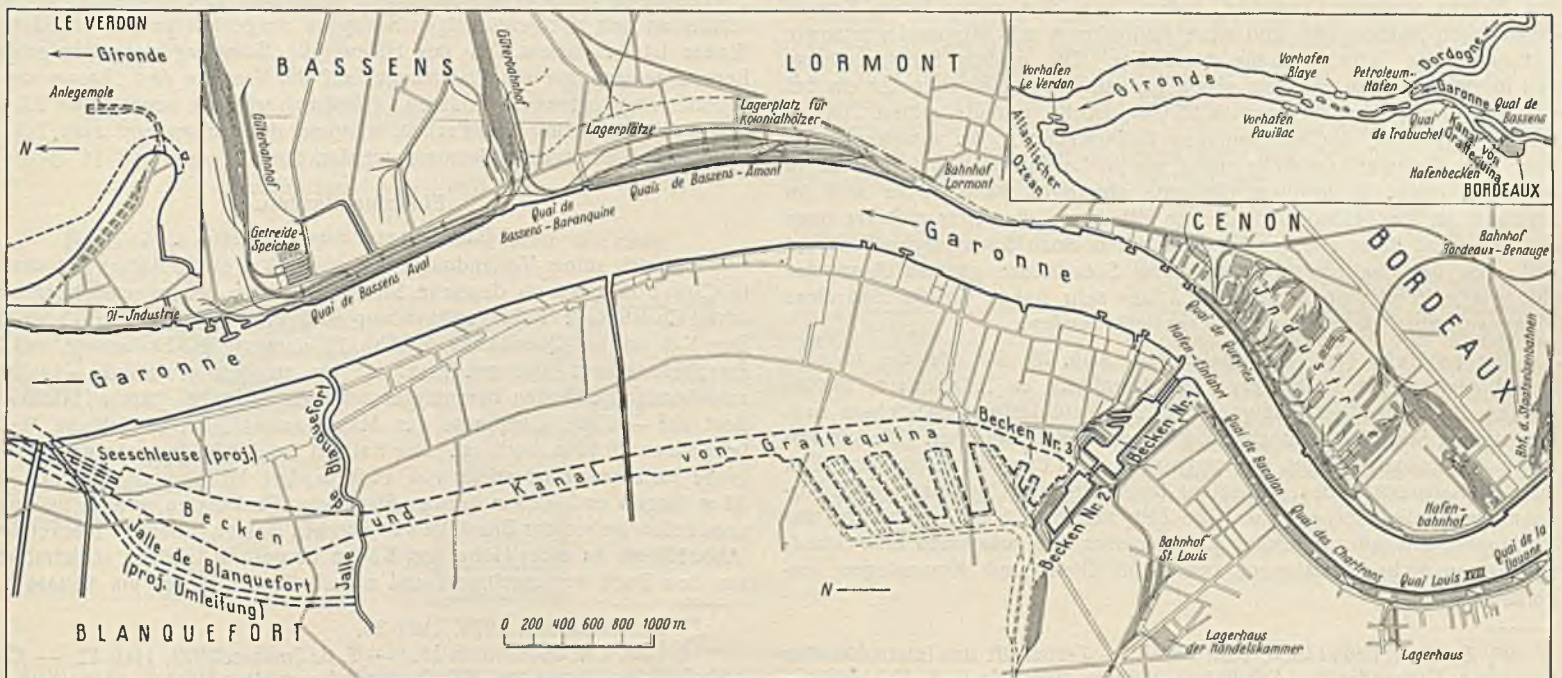 LE VERDON
Gironde
Anlegemole
N
BASSENS
Güterbahnhof
Güterbahnhof
Getreide-
Speicher
Öl-Industrie
Quai de Bassens Aval
Quai de
Bassens-Baranquine
Quais de Bassens-Amont
Lagerplätze
LORMONT
Lagerplatz für
Kolonialhölzer
Bahnhof
Lormont
Vorhafen
Le Verdon
Gironde
Atlantischer
Ozean
Vorhafen
Blaye
Vorhafen
Pauillac
Petroleum-
Hafen
Dordogne
Garonne
Quai de
Bassens
Quai
de Trabuchet
Kanal von
Grattequina
Hafenbecken
BORDEAUX
CENON
BORDEAUX
Bahnhof
Bordeaux-Benauge
Garonne
Garonne
Quai de Queyries
Industrie
Bhf. d. Staatseisenbahnen
Hafen-
bahnhof
Hafen-Einfahrt
Quai de Bacalan
Quai des Chartrons
Quai Louis XVIII
Quai de la
Douane
Becken Nr. 1
Becken Nr. 2
Becken Nr. 3
Seeschleuse (proj.)
Becken und Kanal von Grattequina
Jalle de Blanquefort
Jalle de Blanquefort
(proj. Umleitung)
BLANQUEFORT
0 200 400 600 1000 m
N
Bahnhof
St. Louis
Lagerhaus
der Handelskammer
Lagerhaus